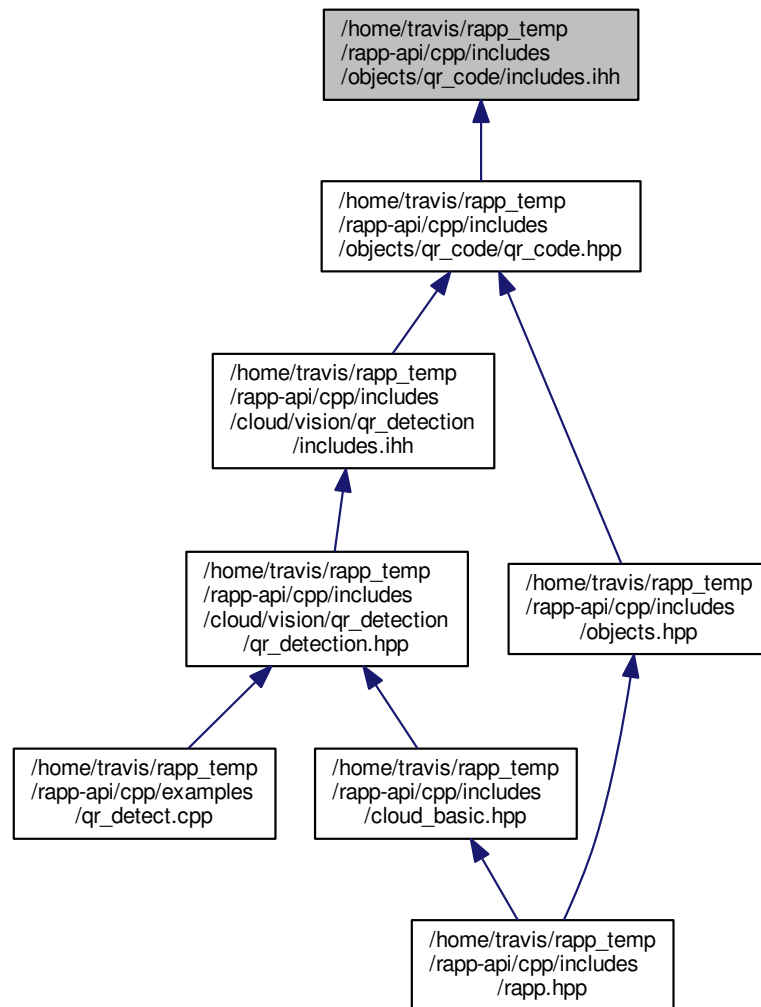 /home/travis/rapp_temp
/rapp-api/cpp/includes
/objects/qr_code/includes.ihh
/home/travis/rapp_temp
/rapp-api/cpp/includes
/objects/qr_code/qr_code.hpp
/home/travis/rapp_temp
/rapp-api/cpp/includes
/cloud/vision/qr_detection
/includes.ihh
/home/travis/rapp_temp
/rapp-api/cpp/includes
/cloud/vision/qr_detection
/qr_detection.hpp
/home/travis/rapp_temp
/rapp-api/cpp/includes
/objects.hpp
/home/travis/rapp_temp
/rapp-api/cpp/examples
/qr_detect.cpp
/home/travis/rapp_temp
/rapp-api/cpp/includes
/cloud_basic.hpp
/home/travis/rapp_temp
/rapp-api/cpp/includes
/rapp.hpp